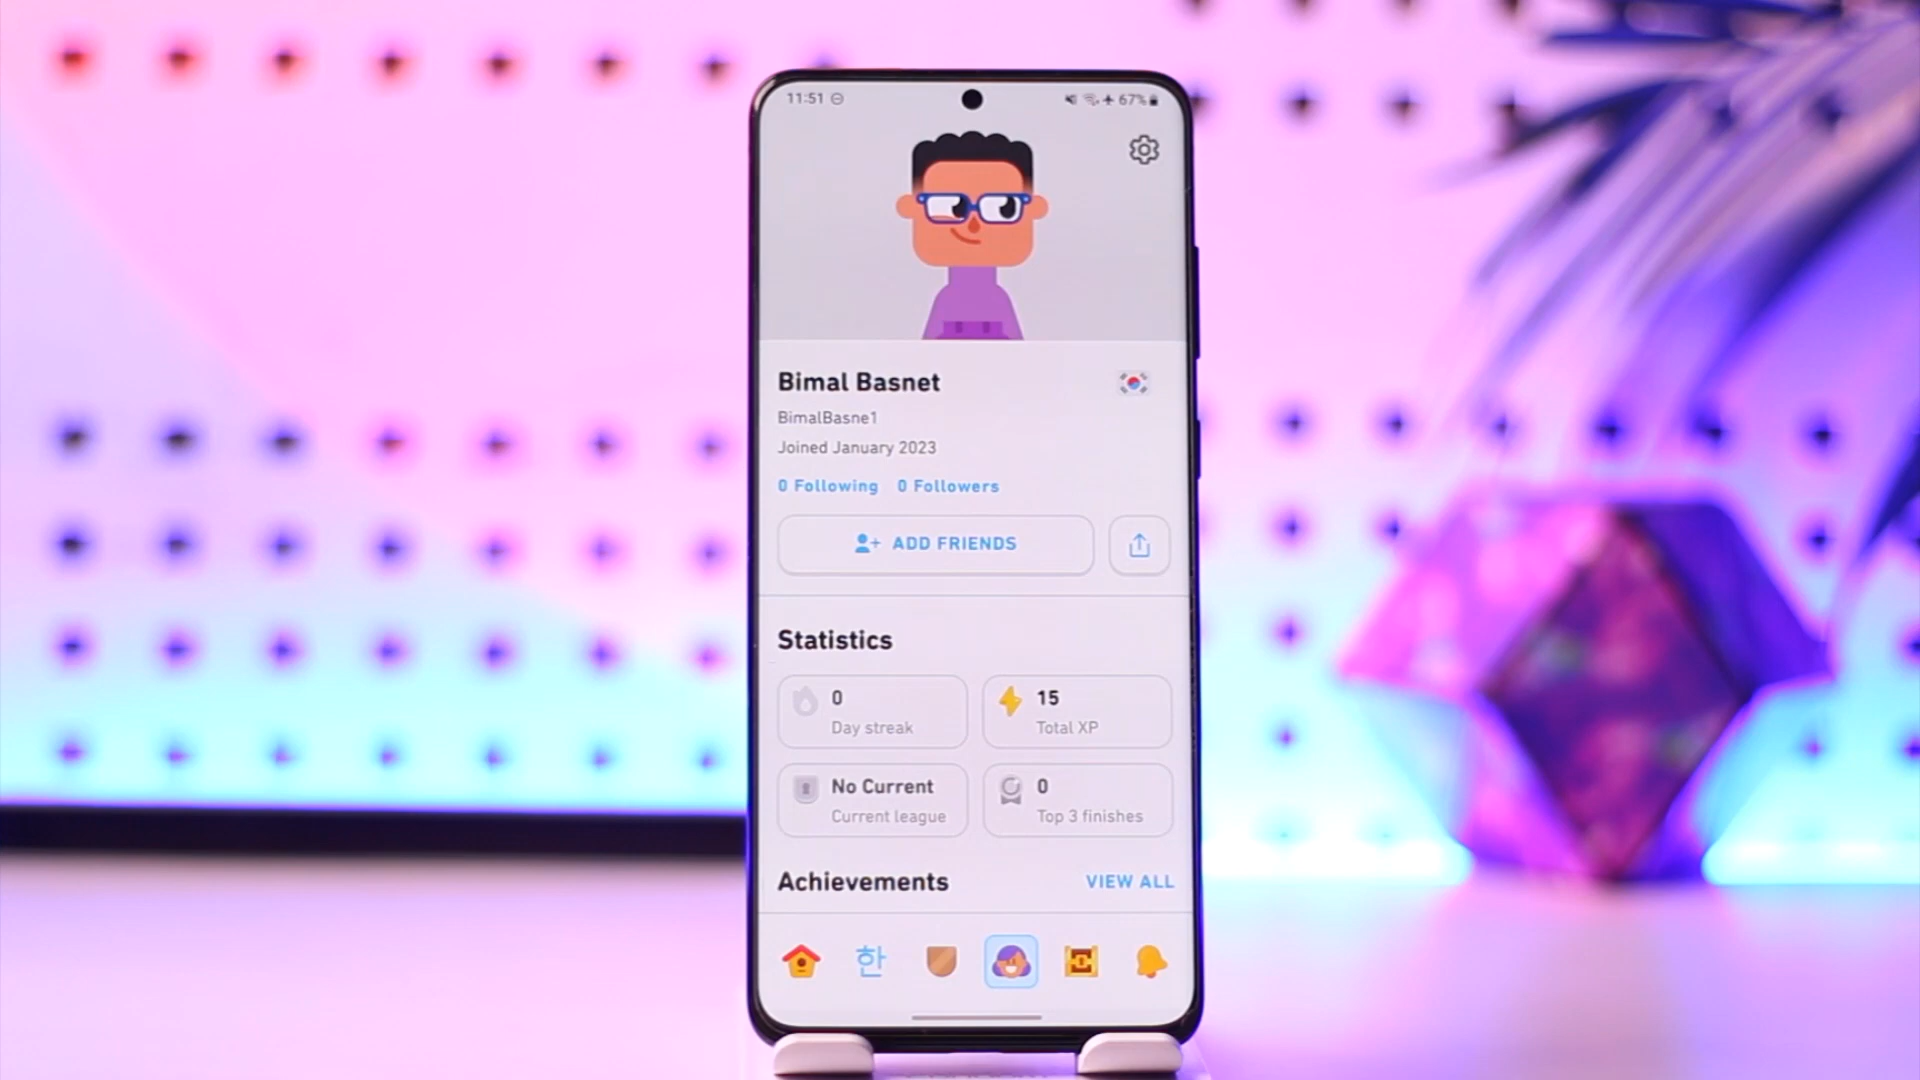 11:51
67%
Bimal Basnet
BimalBasne1
Joined January 2023
0 Following 0 Followers
ADD FRIENDS
Statistics
0
Day streak
15
Total XP
No Current
Current league
0
Top 3 finishes
Achievements
VIEW ALL
한